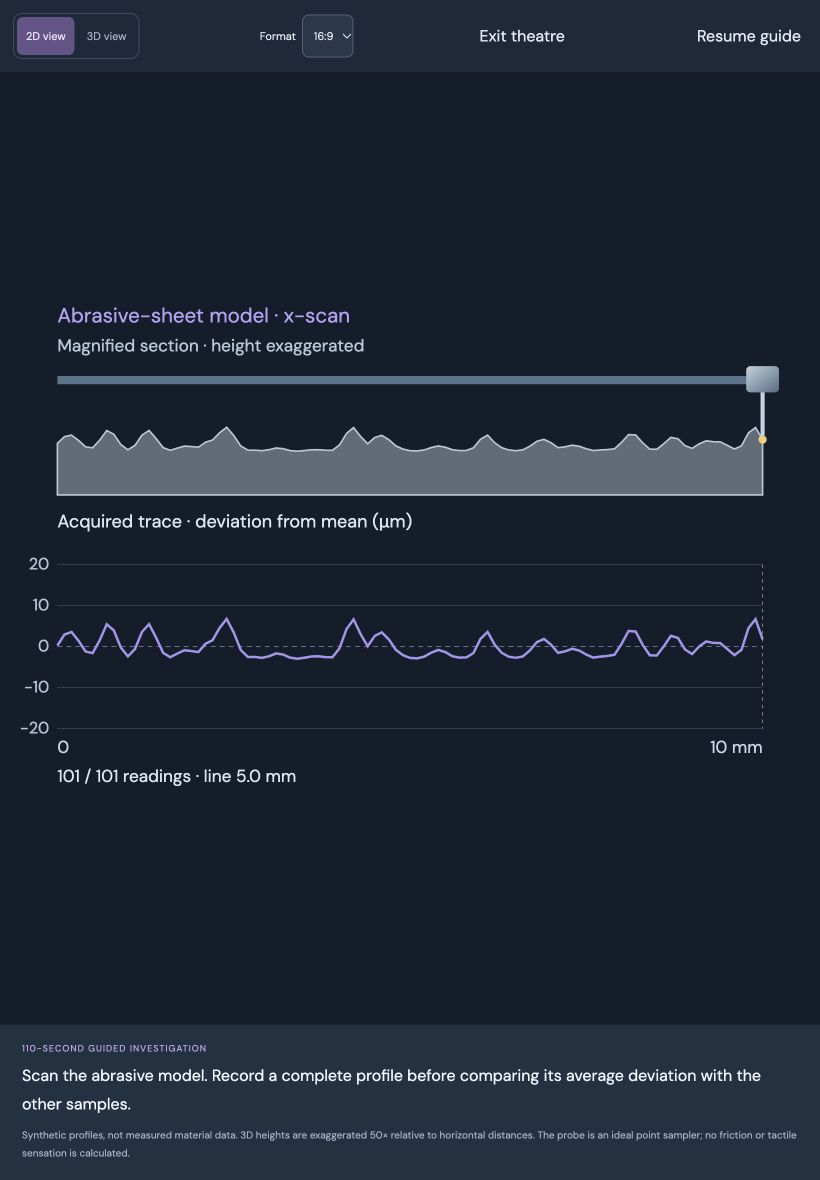 2D view
3D view
Format
16:9
Exit theatre
Resume guide
Abrasive-sheet model · x-scan
Magnified section · height exaggerated
Acquired trace · deviation from mean (µm)
20
10
0
-10
-20
0
10 mm
101 / 101 readings · line 5.0 mm
110-SECOND GUIDED INVESTIGATION
Scan the abrasive model. Record a complete profile before comparing its average deviation with the
other samples.
Synthetic profiles, not measured material data. 3D heights are exaggerated 50× relative to horizontal distances. The probe is an ideal point sampler; no friction or tactile
sensation is calculated.